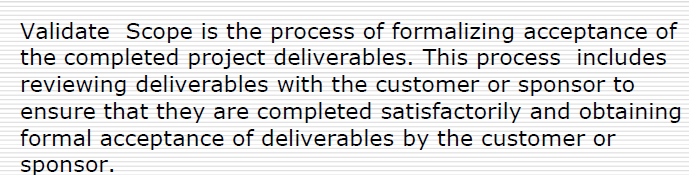 Validate  Scope is the process of formalizing acceptance of
the completed project deliverables. This process  includes
reviewing deliverables with the customer or sponsor to
ensure that they are completed satisfactorily and obtaining
formal acceptance of deliverables by the customer or
sponsor.